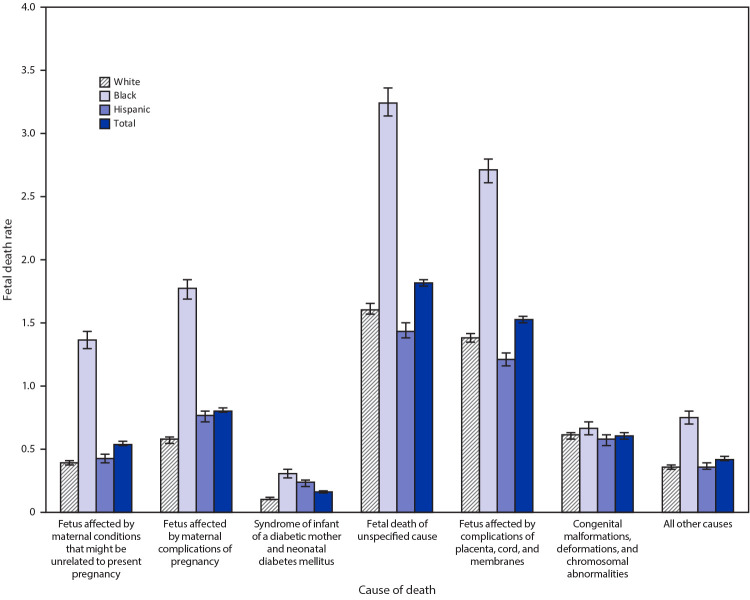 4.0
3.5
3.0
2.5
2.0
1.5
1.0
0.5
0
Fetal death rate
White
Black
Hispanic
Total
Fetus affected by
maternal conditions
that might be
unrelated to present
pregnancy
Fetus affected
by maternal
complications of
pregnancy
Syndrome of infant
of a diabetic mother
and neonatal
diabetes mellitus
Fetal death of
unspecified cause
Fetus affected by
complications of
placenta, cord, and
membranes
Congenital
malformations,
deformations, and
chromosomal
abnormalities
All other causes
Cause of death